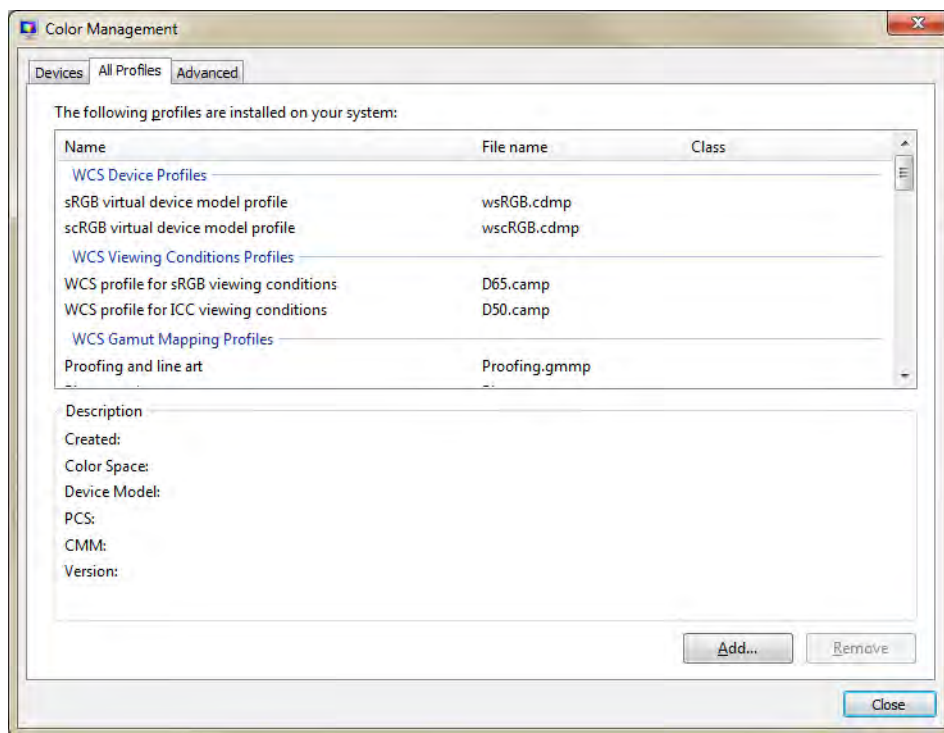 Color Management
Devices All Profiles Advanced
The following profiles are installed on your system:
Name File name Class
WCS Device Profiles
sRGB virtual device model profile wsRGB.cdmp
scRGB virtual device model profile wscRGB.cdmp
WCS Viewing Conditions Profiles
WCS profile for sRGB viewing conditions D65.camp
WCS profile for ICC viewing conditions D50.camp
WCS Gamut Mapping Profiles
Proofing and line art Proofing.gmmp
Description
Created:
Color Space:
Device Model:
PCS:
CMM:
Version:
Add... Remove
Close